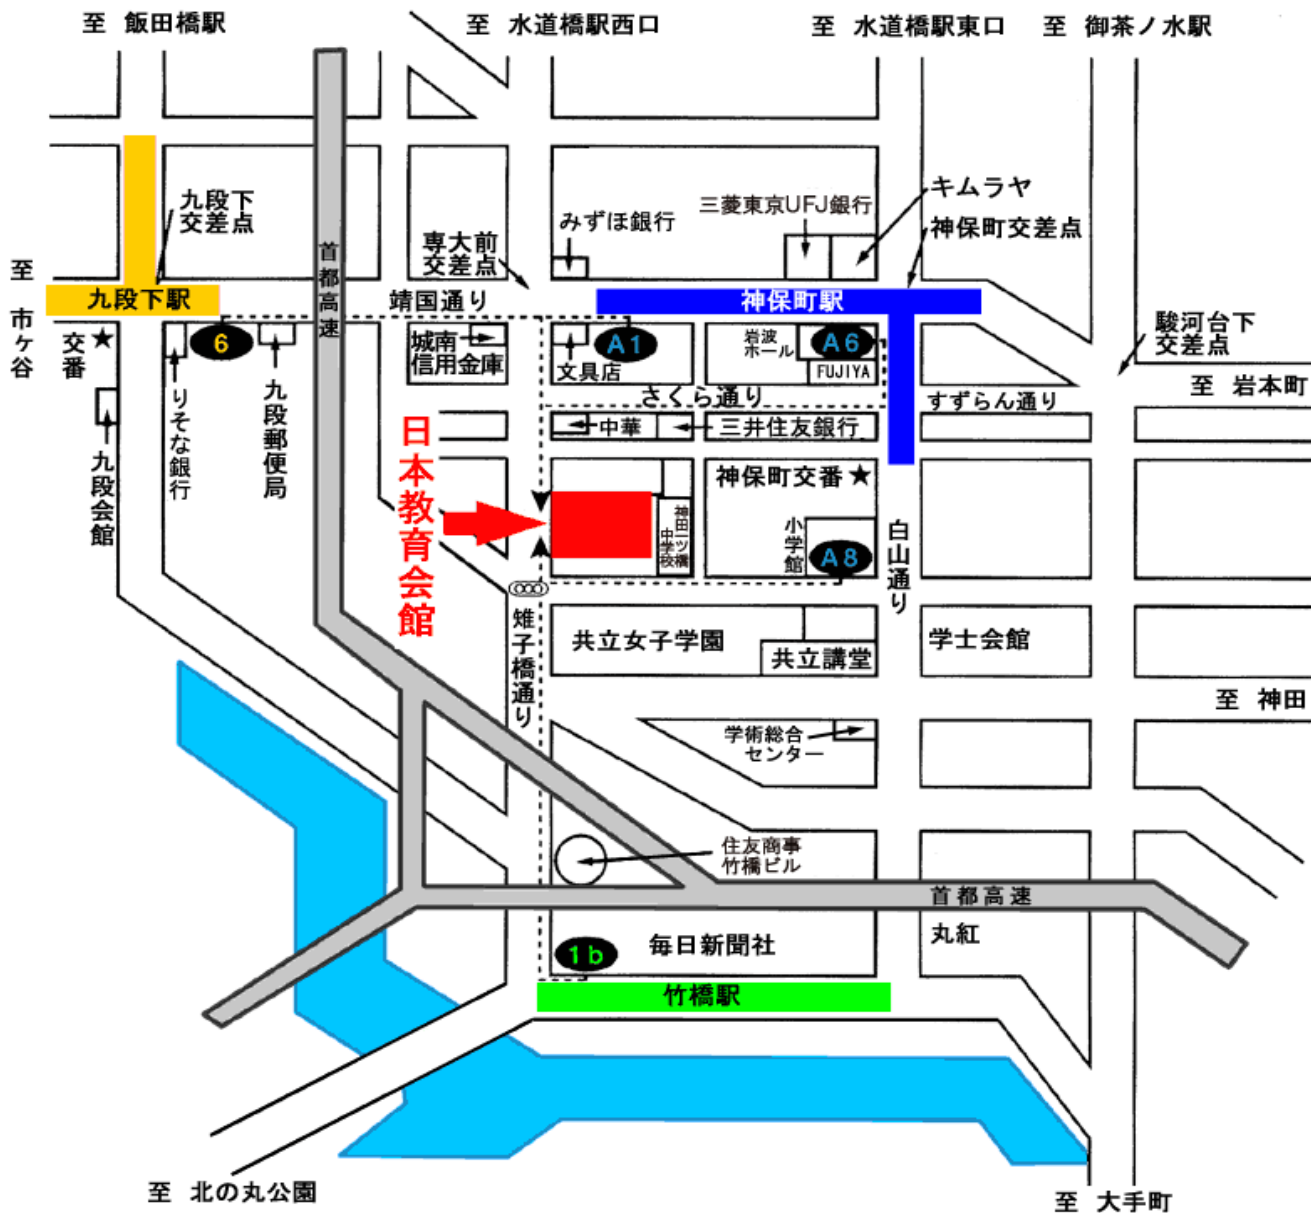 至 飯田橋駅
至 水道橋駅西口
至 水道橋駅東口
至 御茶ノ水駅
九段下
交差点
首都高速
専大前
交差点
みずほ銀行
三菱東京UFJ銀行
キムラヤ
神保町交差点
至 市ヶ谷
九段下駅
靖国通り
神保町駅
駿河台下
交差点
交番
6
城南
信用金庫
文具店
A1
岩波
ホール
A6
FUJIYA
至 岩本町
さくら通り
すずらん通り
りそな銀行
九段郵便局
九段会館
中華
三井住友銀行
日本教育会館
神田一ツ橋
中学校
神保町交番
小学館
A8
白山通り
雉子橋通り
共立女子学園
共立講堂
学士会館
至 神田
学術総合
センター
住友商事
竹橋ビル
首都高速
丸紅
1b
毎日新聞社
竹橋駅
至 北の丸公園
至 大手町